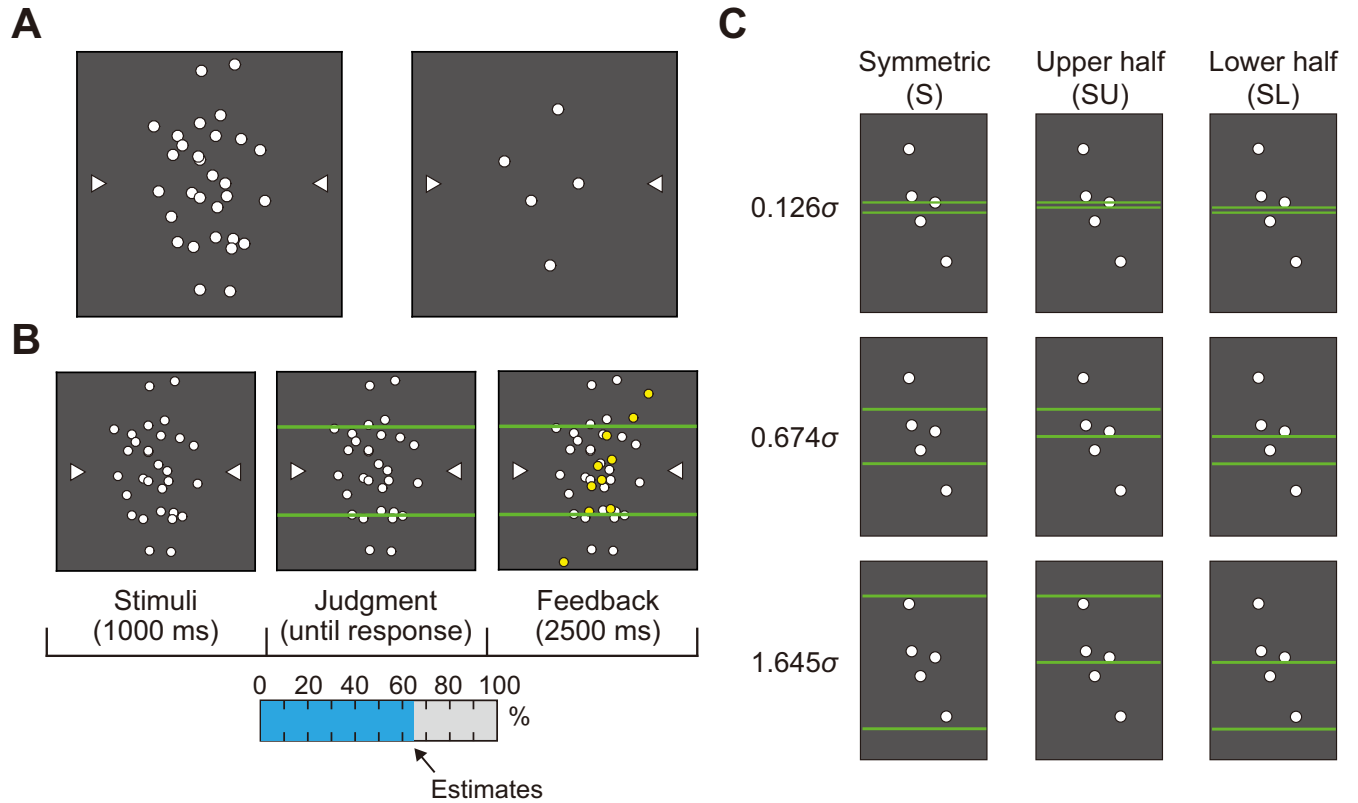 A
B
Stimuli
(1000 ms)
Judgment
(until response)
Feedback
(2500 ms)
0 20 40 60 80 100
%
Estimates
C
Symmetric
(S)
Upper half
(SU)
Lower half
(SL)
0.126σ
0.674σ
1.645σ